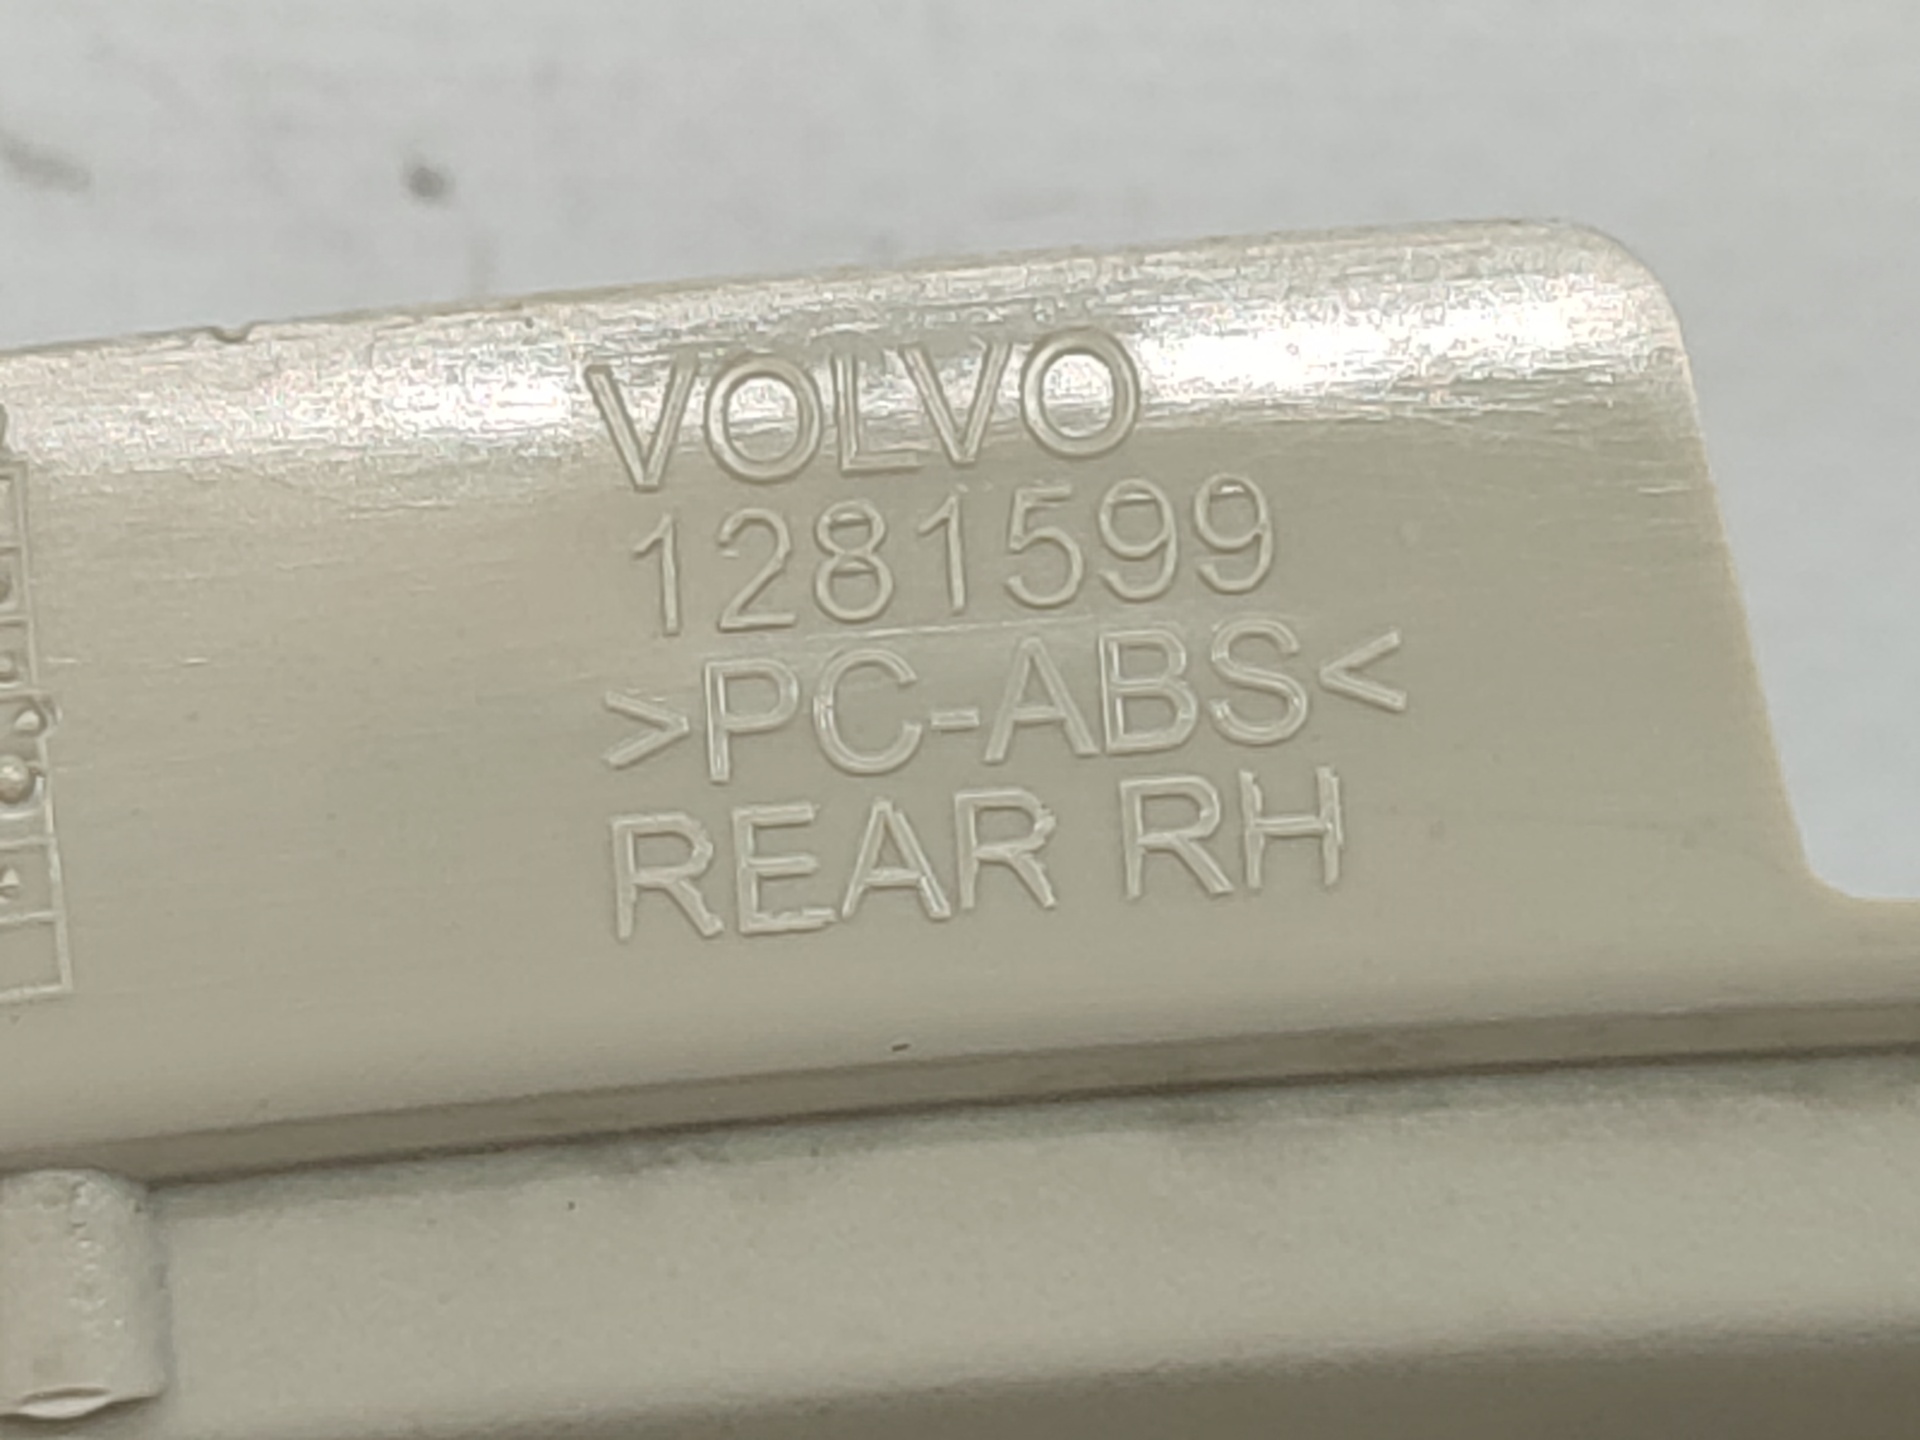 VOLVO
1281599
>PC-ABS<
REAR RH